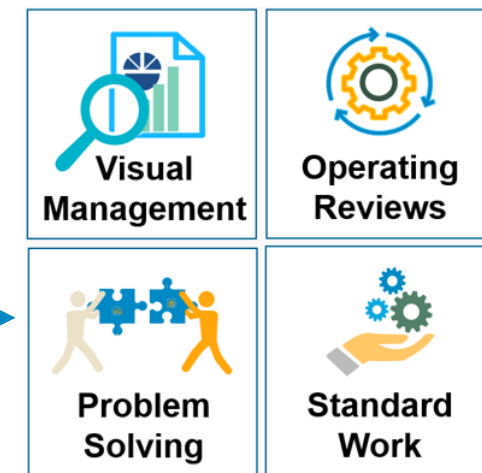 Visual
Management
Operating
Reviews
Problem
Solving
Standard
Work